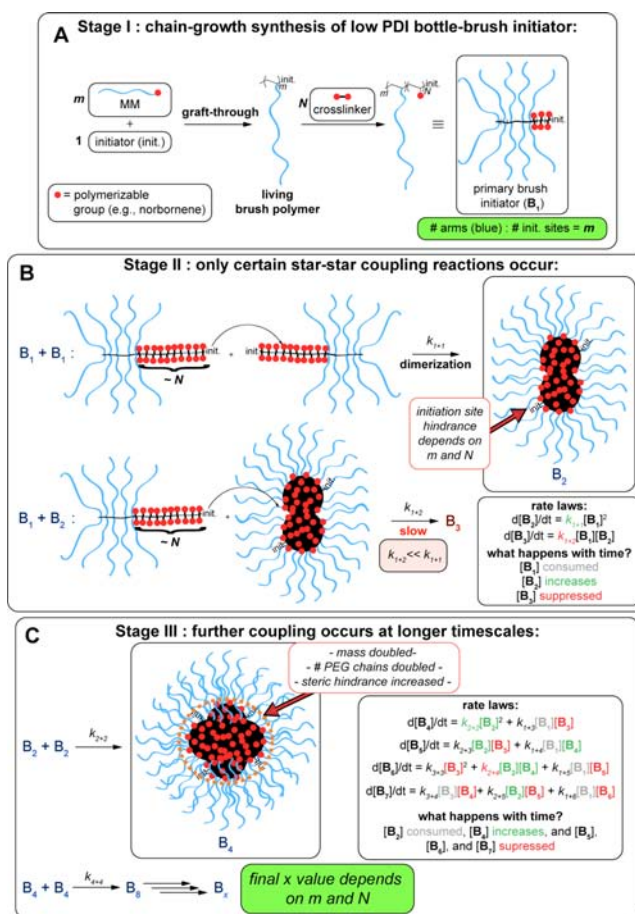 A
Stage I : chain-growth synthesis of low PDI bottle-brush initiator:
m
MM
+
1 initiator (init.)
graft-through
init.
m
living
brush polymer
N
crosslinker
init.
m
N
≡
init.
primary brush
initiator (B1)
= polymerizable
group (e.g., norbornene)
# arms (blue) : # init. sites = m
B
Stage II : only certain star-star coupling reactions occur:
B1 + B1 :
init.
~ N
+
init.
k1+1
dimerization
init.
init.
B2
initiation site
hindrance
depends on
m and N
B1 + B2 :
init.
~ N
+
init.
init.
k1+2
slow
B3
k1+2 << k1+1
rate laws:
d[B2]/dt = k1+1[B1]²
d[B3]/dt = k1+2[B1][B2]
what happens with time?
[B1] consumed
[B2] increases
[B3] suppressed
C
Stage III : further coupling occurs at longer timescales:
- mass doubled-
- # PEG chains doubled -
- steric hindrance increased -
B2 + B2
k2+2
B4
rate laws:
d[B4]/dt = k2+2[B2]² + k1+3[B1][B3]
d[B5]/dt = k2+3[B2][B3] + k1+4[B1][B4]
d[B6]/dt = k3+3[B3]² + k2+4[B2][B4] + k1+5[B1][B5]
d[B7]/dt = k3+4[B3][B4]+ k2+5[B2][B5] + k1+6[B1][B6]
what happens with time?
[B2] consumed, [B4] increases, and [B5],
[B6], and [B7] supressed
B4 + B4
k4+4
B8
Bx
final x value depends
on m and N